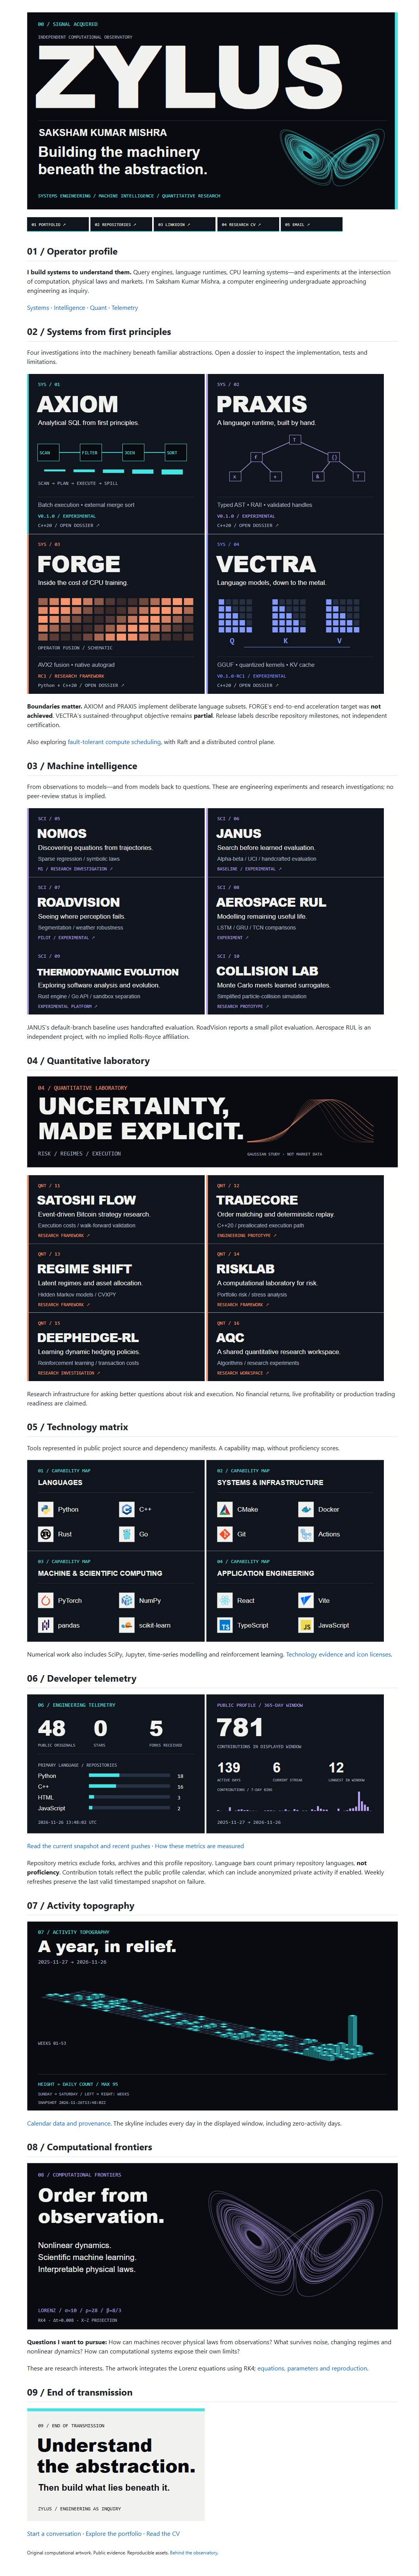 00 / SIGNAL ACQUIRED
INDEPENDENT COMPUTATIONAL OBSERVATORY
ZYLUS
SAKSHAM KUMAR MISHRA
Building the machinery
beneath the abstraction.
SYSTEMS ENGINEERING / MACHINE INTELLIGENCE / QUANTITATIVE RESEARCH
01 PORTFOLIO ↗
02 REPOSITORIES ↗
03 LINKEDIN ↗
04 RESEARCH CV ↗
05 EMAIL ↗
01 / Operator profile
I build systems to understand them. Query engines, language runtimes, CPU learning systems—and experiments at the intersection
of computation, physical laws and markets. I'm Saksham Kumar Mishra, a computer engineering undergraduate approaching
engineering as inquiry.
Systems · Intelligence · Quant · Telemetry
02 / Systems from first principles
Four investigations into the machinery beneath familiar abstractions. Open a dossier to inspect the implementation, tests and
limitations.
SYS / 01
AXIOM
Analytical SQL from first principles.
SCAN
FILTER
JOIN
SORT
SCAN → PLAN → EXECUTE → SPILL
Batch execution • external merge sort
V0.1.0 / EXPERIMENTAL
C++20 / OPEN DOSSIER ↗
SYS / 02
PRAXIS
A language runtime, built by hand.
Typed AST • RAII • validated handles
V0.1.0 / EXPERIMENTAL
C++20 / OPEN DOSSIER ↗
SYS / 03
FORGE
Inside the cost of CPU training.
OPERATOR FUSION / SCHEMATIC
AVX2 fusion • native autograd
RC1 / RESEARCH FRAMEWORK
Python + C++20 / OPEN DOSSIER ↗
SYS / 04
VECTRA
Language models, down to the metal.
Q
K
V
GGUF • quantized kernels • KV cache
V0.1.0-RC1 / EXPERIMENTAL
C++20 / OPEN DOSSIER ↗
Boundaries matter. AXIOM and PRAXIS implement deliberate language subsets. FORGE's end-to-end acceleration target was not
achieved. VECTRA's sustained-throughput objective remains partial. Release labels describe repository milestones, not independent
certification.
Also exploring fault-tolerant compute scheduling, with Raft and a distributed control plane.
03 / Machine intelligence
From observations to models—and from models back to questions. These are engineering experiments and research investigations; no
peer-review status is implied.
SCI / 05
NOMOS
Discovering equations from trajectories.
Sparse regression / symbolic laws
M1 / RESEARCH INVESTIGATION ↗
SCI / 06
JANUS
Search before learned evaluation.
Alpha-beta / UCI / handcrafted evaluation
BASELINE / EXPERIMENTAL ↗
SCI / 07
ROADVISION
Seeing where perception fails.
Segmentation / weather robustness
PILOT / EXPERIMENTAL ↗
SCI / 08
AEROSPACE RUL
Modelling remaining useful life.
LSTM / GRU / TCN comparisons
EXPERIMENT ↗
SCI / 09
THERMODYNAMIC EVOLUTION
Exploring software analysis and evolution.
Rust engine / Go API / sandbox separation
EXPERIMENTAL PLATFORM ↗
SCI / 10
COLLISION LAB
Monte Carlo meets learned surrogates.
Simplified particle-collision simulation
RESEARCH PROTOTYPE ↗
JANUS's default-branch baseline uses handcrafted evaluation. RoadVision reports a small pilot evaluation. Aerospace RUL is an
independent project, with no implied Rolls-Royce affiliation.
04 / Quantitative laboratory
04 / QUANTITATIVE LABORATORY
UNCERTAINTY,
MADE EXPLICIT.
RISK / REGIMES / EXECUTION
GAUSSIAN STUDY · NOT MARKET DATA
QNT / 11
SATOSHI FLOW
Event-driven Bitcoin strategy research.
Execution costs / walk-forward validation
RESEARCH FRAMEWORK ↗
QNT / 12
TRADECORE
Order matching and deterministic replay.
C++20 / preallocated execution path
ENGINEERING PROTOTYPE ↗
QNT / 13
REGIME SHIFT
Latent regimes and asset allocation.
Hidden Markov models / CVXPY
RESEARCH FRAMEWORK ↗
QNT / 14
RISKLAB
A computational laboratory for risk.
Portfolio risk / stress analysis
RESEARCH FRAMEWORK ↗
QNT / 15
DEEPHEDGE-RL
Learning dynamic hedging policies.
Reinforcement learning / transaction costs
RESEARCH INVESTIGATION ↗
QNT / 16
AQC
A shared quantitative research workspace.
Algorithms / research experiments
RESEARCH WORKSPACE ↗
Research infrastructure for asking better questions about risk and execution. No financial returns, live profitability or production trading
readiness are claimed.
05 / Technology matrix
Tools represented in public project source and dependency manifests. A capability map, without proficiency scores.
01 / CAPABILITY MAP
LANGUAGES
Python
C++
Rust
Go
02 / CAPABILITY MAP
SYSTEMS & INFRASTRUCTURE
CMake
Docker
Git
Actions
03 / CAPABILITY MAP
MACHINE & SCIENTIFIC COMPUTING
PyTorch
NumPy
pandas
scikit-learn
04 / CAPABILITY MAP
APPLICATION ENGINEERING
React
Vite
TypeScript
JavaScript
Numerical work also includes SciPy, Jupyter, time-series modelling and reinforcement learning. Technology evidence and icon licenses.
06 / Developer telemetry
06 / ENGINEERING TELEMETRY
48
0
5
PUBLIC ORIGINALS
STARS
FORKS RECEIVED
PRIMARY LANGUAGE / REPOSITORIES
Python 18
C++ 16
HTML 3
JavaScript 2
2026-11-26 13:48:02 UTC
PUBLIC PROFILE / 365-DAY WINDOW
781
CONTRIBUTIONS IN DISPLAYED WINDOW
139
6
12
ACTIVE DAYS
CURRENT STREAK
LONGEST IN WINDOW
CONTRIBUTIONS / 7-DAY BINS
2025-11-27 → 2026-11-26
Read the current snapshot and recent pushes · How these metrics are measured
Repository metrics exclude forks, archives and this profile repository. Language bars count primary repository languages, not
proficiency. Contribution totals reflect the public profile calendar, which can include anonymized private activity if enabled. Weekly
refreshes preserve the last valid timestamped snapshot on failure.
07 / Activity topography
07 / ACTIVITY TOPOGRAPHY
A year, in relief.
2025-11-27 → 2026-11-26
WEEKS 01–53
HEIGHT = DAILY COUNT / MAX 95
SUNDAY → SATURDAY / LEFT → RIGHT: WEEKS
SNAPSHOT 2026-11-26T13:48:02Z
Calendar data and provenance. The skyline includes every day in the displayed window, including zero-activity days.
08 / Computational frontiers
08 / COMPUTATIONAL FRONTIERS
Order from
observation.
Nonlinear dynamics.
Scientific machine learning.
Interpretable physical laws.
LORENZ / σ=10 / ρ=28 / β=8/3
RK4 · Δt=0.008 · X-Z PROJECTION
Questions I want to pursue: How can machines recover physical laws from observations? What survives noise, changing regimes and
nonlinear dynamics? How can computational systems expose their own limits?
These are research interests. The artwork integrates the Lorenz equations using RK4; equations, parameters and reproduction.
09 / End of transmission
09 / END OF TRANSMISSION
Understand
the abstraction.
Then build what lies beneath it.
ZYLUS / ENGINEERING AS INQUIRY
Start a conversation · Explore the portfolio · Read the CV
Original computational artwork. Public evidence. Reproducible assets. Behind the observatory.